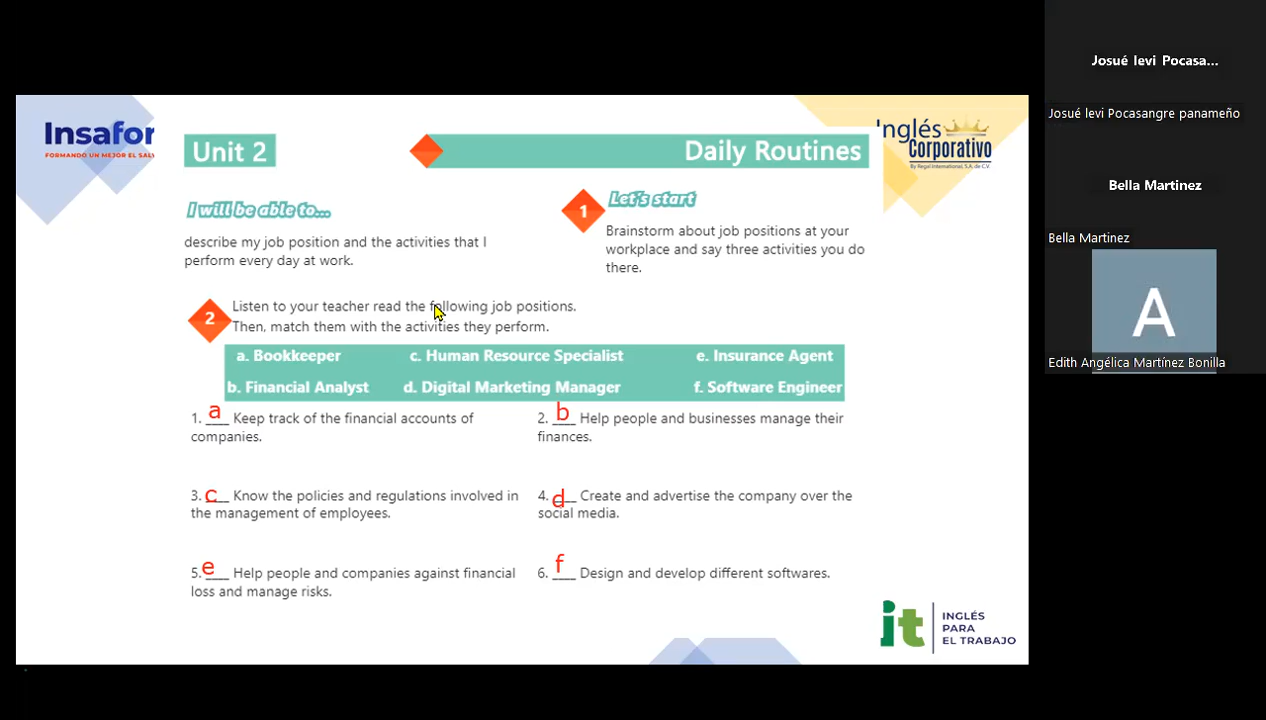 Insafor
FORMANDO UN MEJOR EL SALV
Unit 2
Daily Routines
Inglés
Corporativo
By Regal International, S.A. de C.V.
I will be able to...
describe my job position and the activities that I
perform every day at work.
1
Let's start
Brainstorm about job positions at your
workplace and say three activities you do
there.
2
Listen to your teacher read the following job positions.
Then, match them with the activities they perform.
a. Bookkeeper c. Human Resource Specialist e. Insurance Agent
b. Financial Analyst d. Digital Marketing Manager f. Software Engineer
1. a Keep track of the financial accounts of
companies.
2. b Help people and businesses manage their
finances.
3. c Know the policies and regulations involved in
the management of employees.
4. d Create and advertise the company over the
social media.
5. e Help people and companies against financial
loss and manage risks.
6. f Design and develop different softwares.
it
INGLÉS
PARA
EL TRABAJO
Josué levi Pocasa...
Josué levi Pocasangre panameño
Bella Martinez
Bella Martinez
A
Edith Angélica Martínez Bonilla